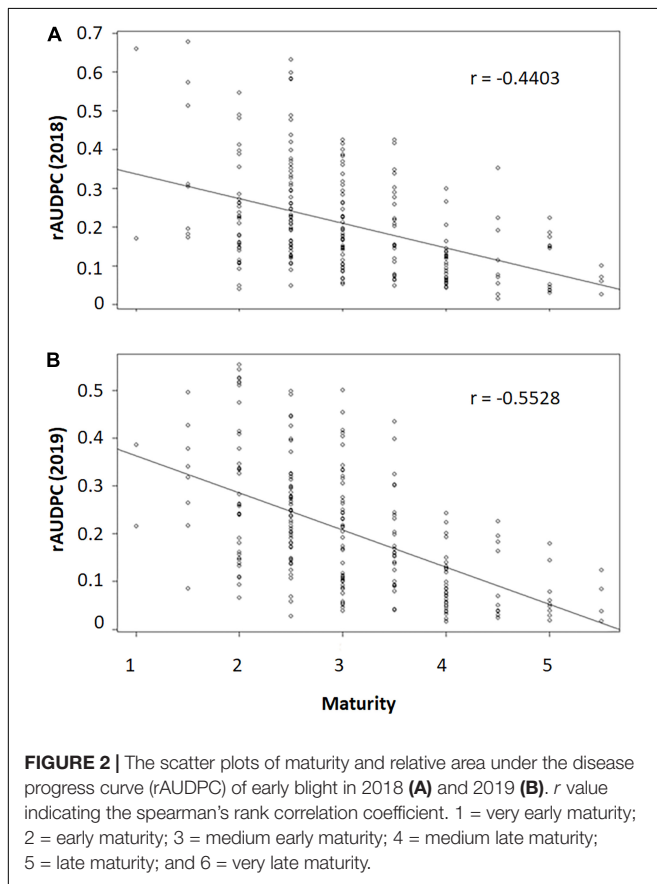 A
0.7
0.6
0.5
0.4
0.3
0.2
0.1
0
rAUDPC (2018)
r = -0.4403
B
0.5
0.4
0.3
0.2
0.1
0
rAUDPC (2019)
r = -0.5528
1 2 3 4 5
Maturity
FIGURE 2 | The scatter plots of maturity and relative area under the disease
progress curve (rAUDPC) of early blight in 2018 (A) and 2019 (B). r value
indicating the spearman's rank correlation coefficient. 1 = very early maturity;
2 = early maturity; 3 = medium early maturity; 4 = medium late maturity;
5 = late maturity; and 6 = very late maturity.